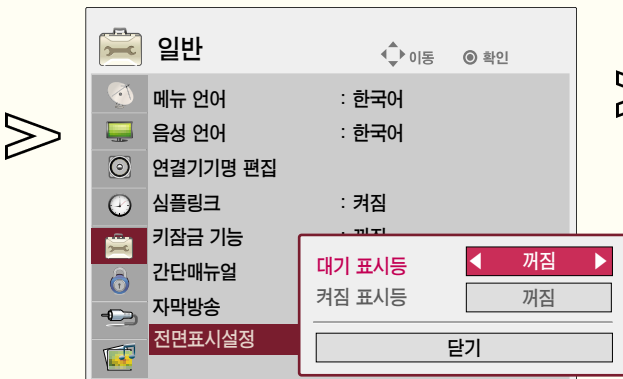 일반 이동 확인
메뉴 언어 : 한국어
음성 언어 : 한국어
연결기기명 편집
심플링크 : 켜짐
키잠금 기능 :
간단매뉴얼
자막방송
전면표시설정
대기 표시등 꺼짐
켜짐 표시등 꺼짐
닫기